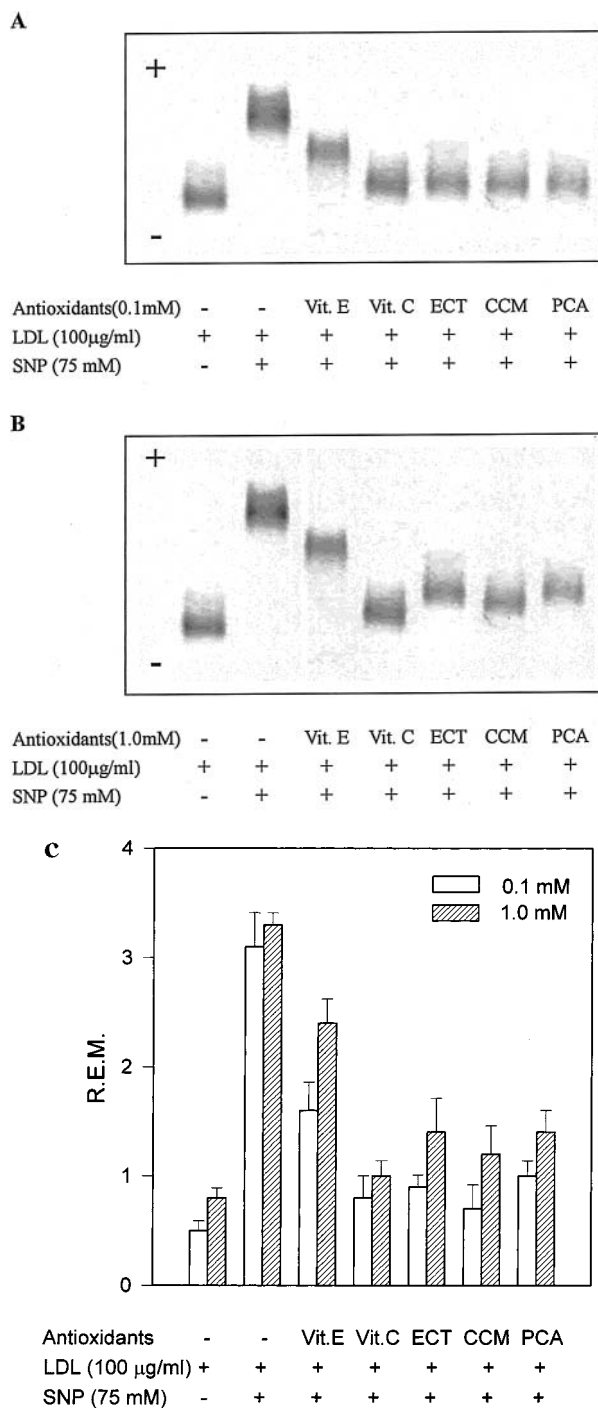 A
+
-
Antioxidants(0.1mM) - - Vit. E Vit. C ECT CCM PCA
LDL (100µg/ml) + + + + + + +
SNP (75 mM) - + + + + + +
B
+
-
Antioxidants(1.0mM) - - Vit. E Vit. C ECT CCM PCA
LDL (100µg/ml) + + + + + + +
SNP (75 mM) - + + + + + +
C
4
3
2
1
0
R.E.M.
0.1 mM
1.0 mM
Antioxidants - - Vit.E Vit.C ECT CCM PCA
LDL (100 µg/ml) + + + + + + +
SNP (75 mM) - + + + + + +